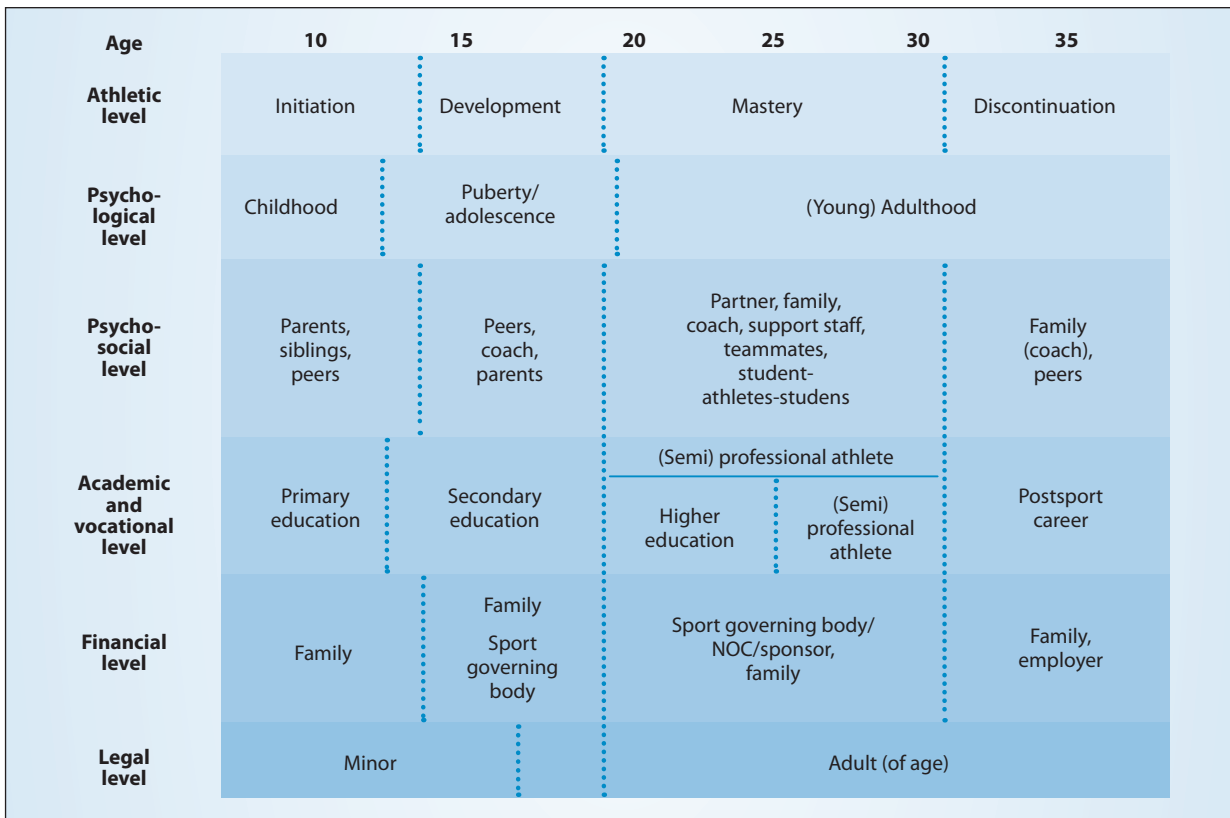 Age 10 15 20 25 30 35
Athletic
level
Initiation Development Mastery Discontinuation
Psycho-
logical
level
Childhood
Puberty/
adolescence
(Young) Adulthood
Psycho-
social
level
Parents,
siblings,
peers
Peers,
coach,
parents
Partner, family,
coach, support staff,
teammates,
student-
athletes-studens
Family
(coach),
peers
Academic
and
vocational
level
Primary
education
Secondary
education
(Semi) professional athlete
Higher
education
(Semi)
professional
athlete
Postsport
career
Financial
level
Family
Family
Sport
governing
body
Sport governing body/
NOC/sponsor,
family
Family,
employer
Legal
level
Minor
Adult (of age)